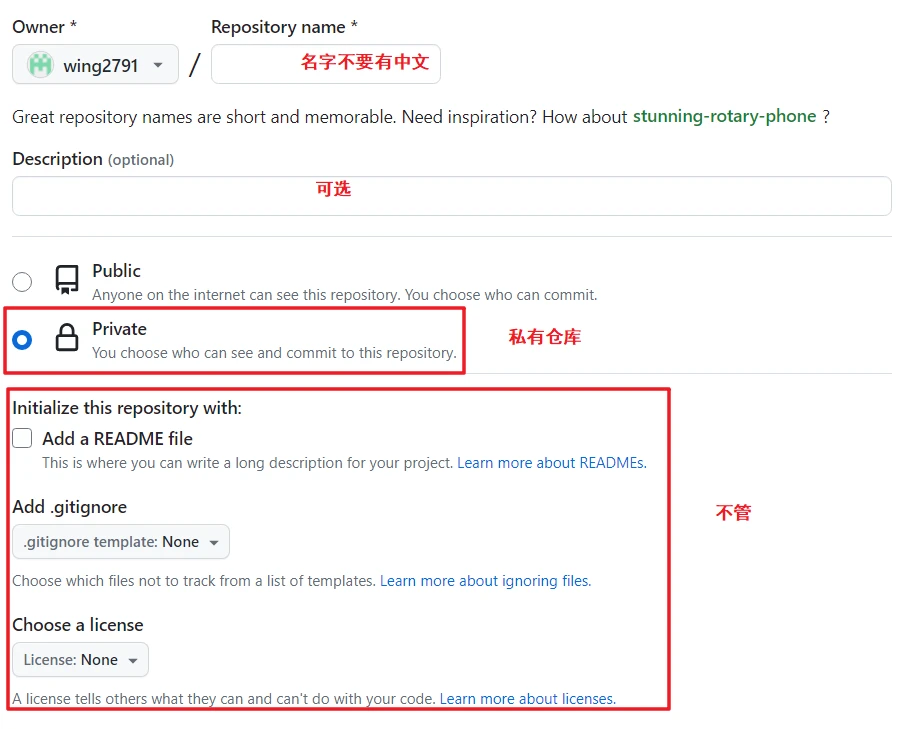 Owner *
Repository name *
wing2791
/
名字不要有中文
Great repository names are short and memorable. Need inspiration? How about stunning-rotary-phone ?
Description (optional)
可选
Public
Anyone on the internet can see this repository. You choose who can commit.
Private
You choose who can see and commit to this repository.
私有仓库
Initialize this repository with:
Add a README file
This is where you can write a long description for your project. Learn more about READMEs.
Add .gitignore
不管
.gitignore template: None
Choose which files not to track from a list of templates. Learn more about ignoring files.
Choose a license
License: None
A license tells others what they can and can't do with your code. Learn more about licenses.